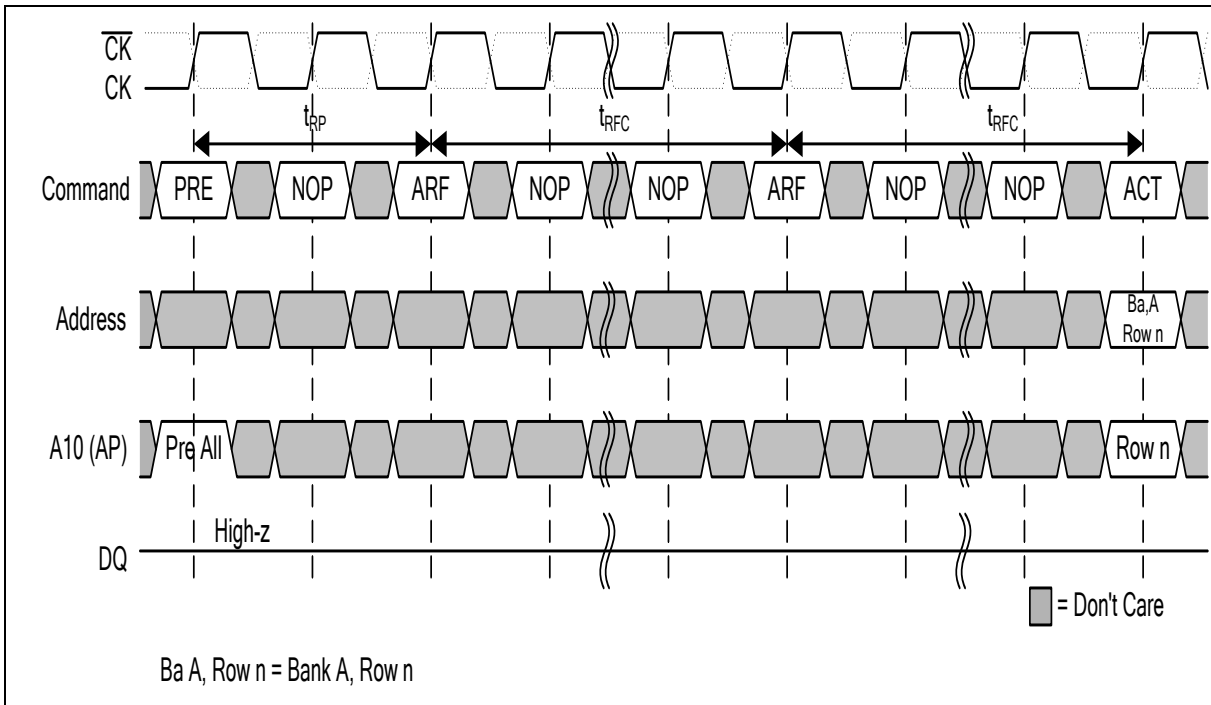 CK
CK
tRP tRFC tRFC
Command PRE NOP ARF NOP NOP ARF NOP NOP ACT
Address Ba,A
Row n
A10 (AP) Pre All Row n
High-z
DQ
= Don't Care
Ba A, Row n = Bank A, Row n